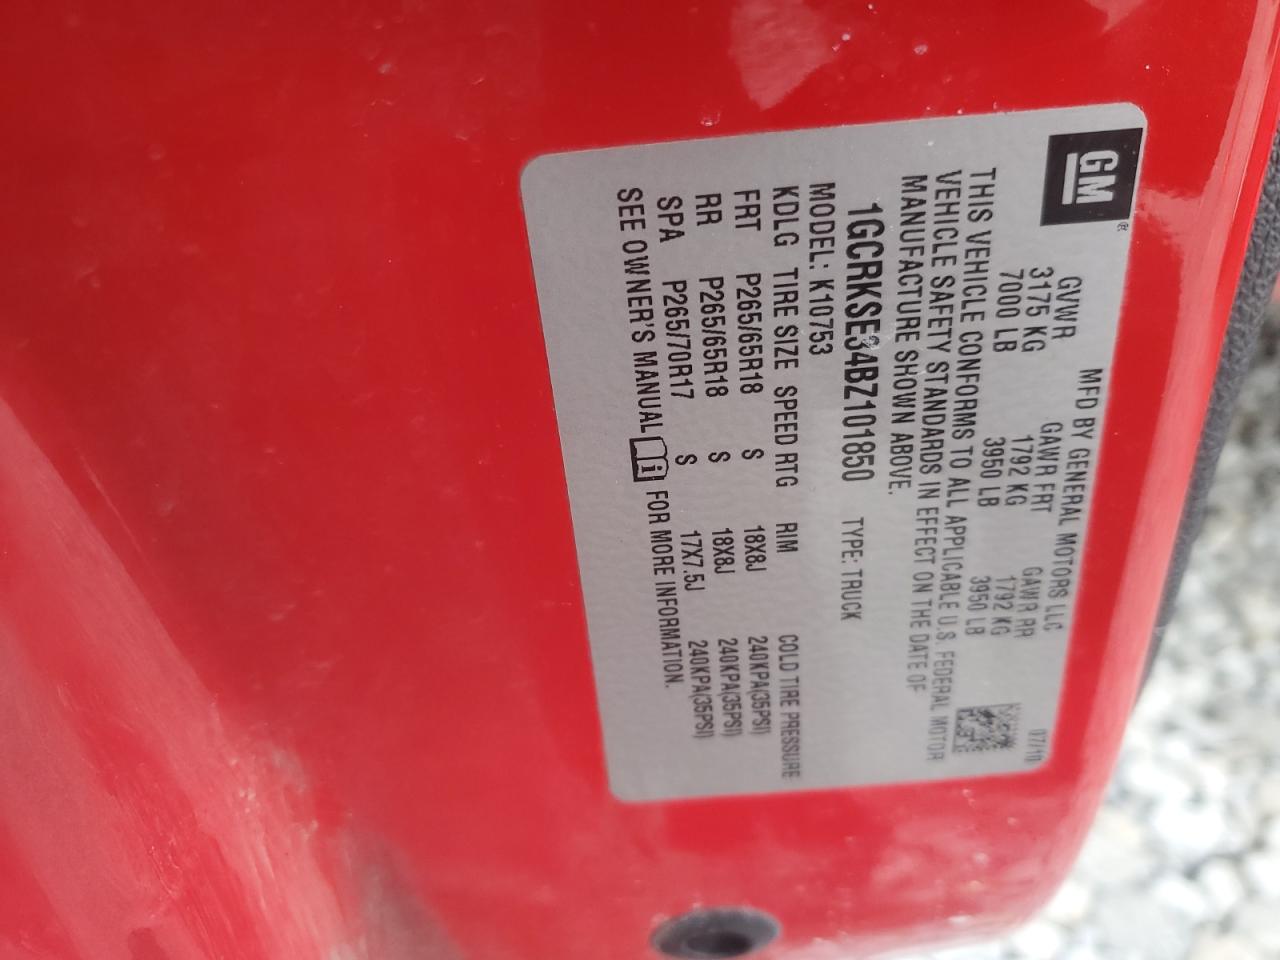 GM®
MFD BY GENERAL MOTORS LLC 07/10
GVWR GAWR FRT GAWR RR
3175 KG 1792 KG 1792 KG
7000 LB 3950 LB 3950 LB
THIS VEHICLE CONFORMS TO ALL APPLICABLE U.S. FEDERAL MOTOR
VEHICLE SAFETY STANDARDS IN EFFECT ON THE DATE OF
MANUFACTURE SHOWN ABOVE.
1GCRKSE34BZ101850 TYPE: TRUCK
MODEL: K10753
KDLG TIRE SIZE SPEED RTG RIM COLD TIRE PRESSURE
FRT P265/65R18 S 18X8J 240KPA(35PSI)
RR P265/65R18 S 18X8J 240KPA(35PSI)
SPA P265/70R17 S 17X7.5J 240KPA(35PSI)
SEE OWNER'S MANUAL i FOR MORE INFORMATION.